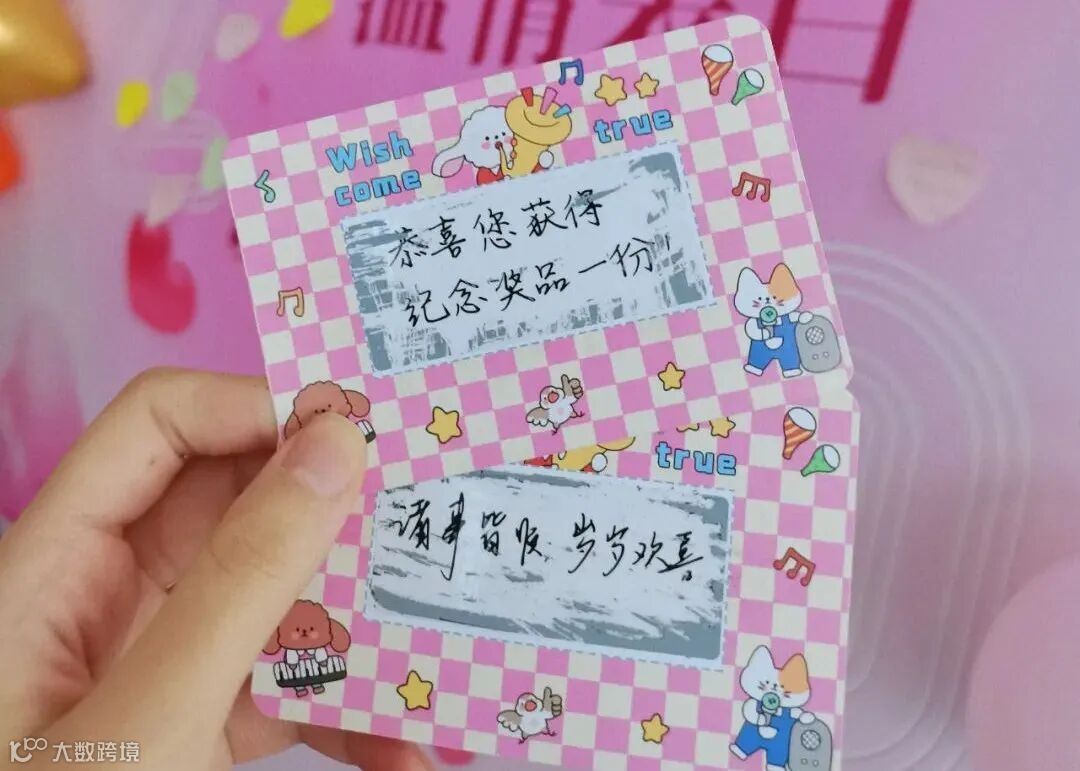 Wish
come
true
恭喜您获得
纪念奖品一份
true
诸事皆顺 岁岁欢喜
大数跨境